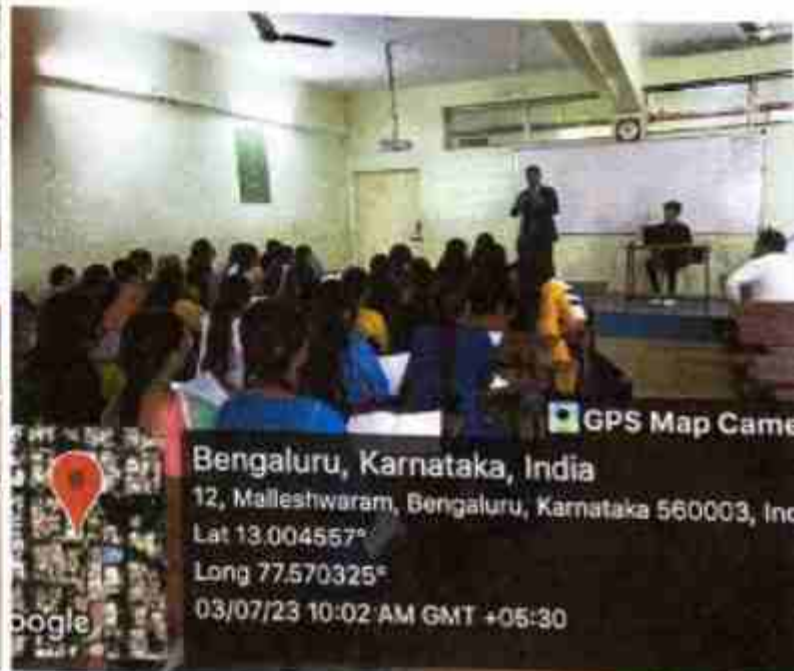 GPS Map Came
Bengaluru, Karnataka, India
12, Malleshwaram, Bengaluru, Karnataka 560003, Ind
Lat 13.004557°
Long 77.570325°
03/07/23 10:02 AM GMT +05:30
oogle